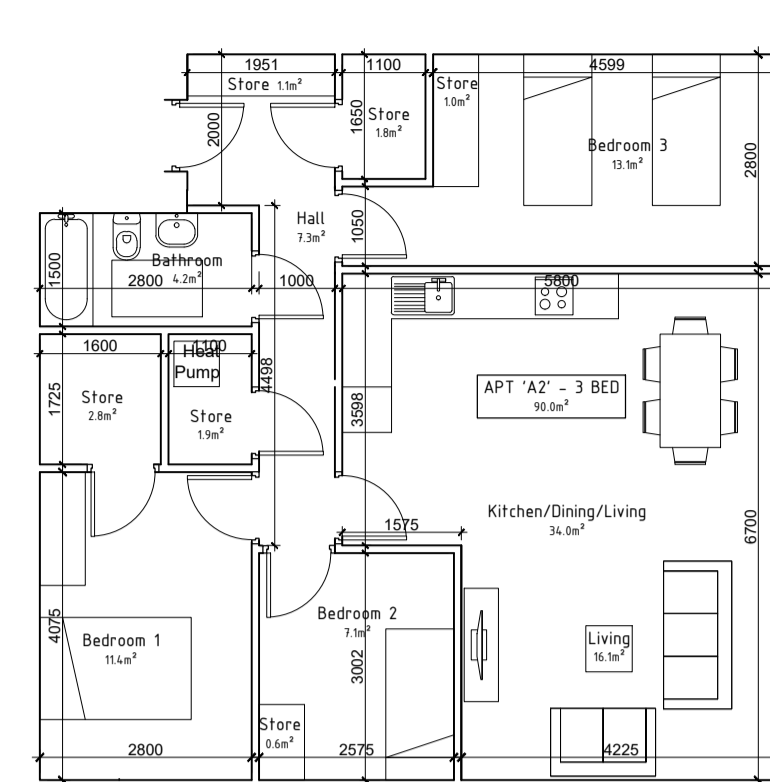 1951
1100
4599
Store 1.1m²
Store
1.0m²
2000
1650
Store
1.8m²
Bedroom 3
13.1m²
2800
Hall
7.3m²
1050
1500
Bathroom
2800
4.2m²
1000
5800
1600
1100
Heat
Pump
1725
Store
2.8m²
Store
1.9m²
4498
3598
APT 'A2' - 3 BED
90.0m²
Kitchen/Dining/Living
34.0m²
1575
6700
4075
Bedroom 1
11.4m²
Bedroom 2
7.1m²
3002
Living
16.1m²
Store
0.6m²
2800
2575
4225